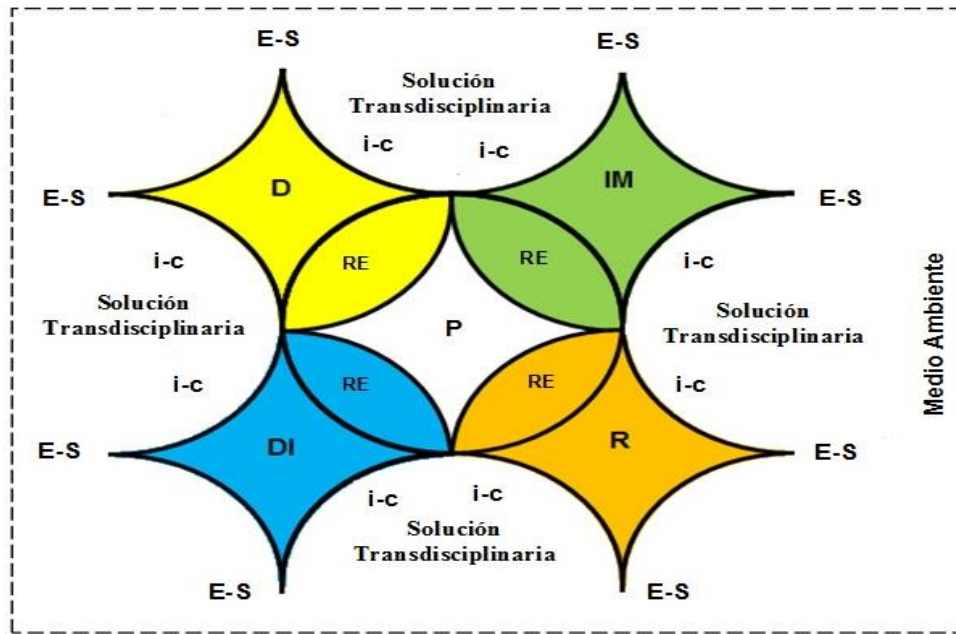 E-S
E-S
Solución
Transdisciplinaria
i-c
i-c
D
IM
E-S
E-S
i-c
RE
RE
i-c
Solución
Transdisciplinaria
P
Solución
Transdisciplinaria
Medio Ambiente
i-c
RE
RE
i-c
E-S
DI
R
E-S
i-c
i-c
Solución
Transdisciplinaria
E-S
E-S